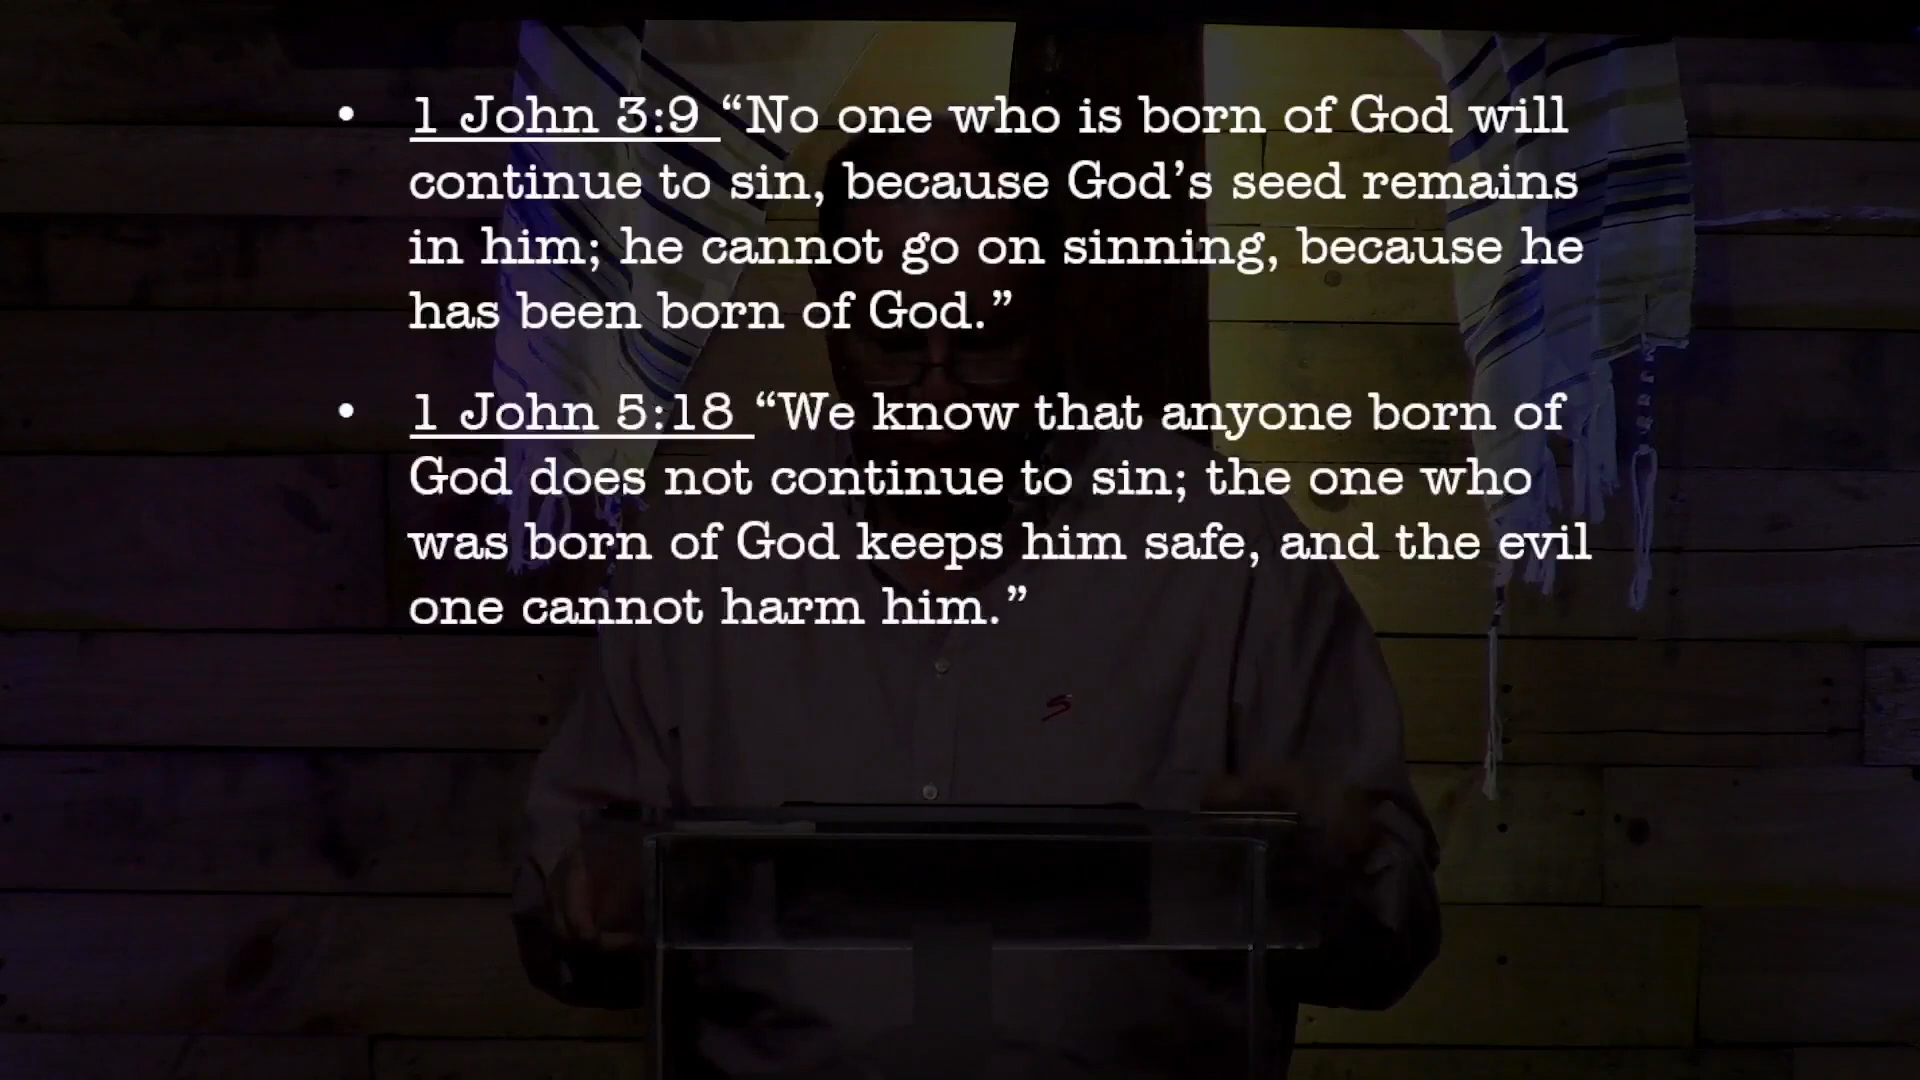 • 1 John 3:9 “No one who is born of God will
continue to sin, because God’s seed remains
in him; he cannot go on sinning, because he
has been born of God.”
• 1 John 5:18 “We know that anyone born of
God does not continue to sin; the one who
was born of God keeps him safe, and the evil
one cannot harm him.”